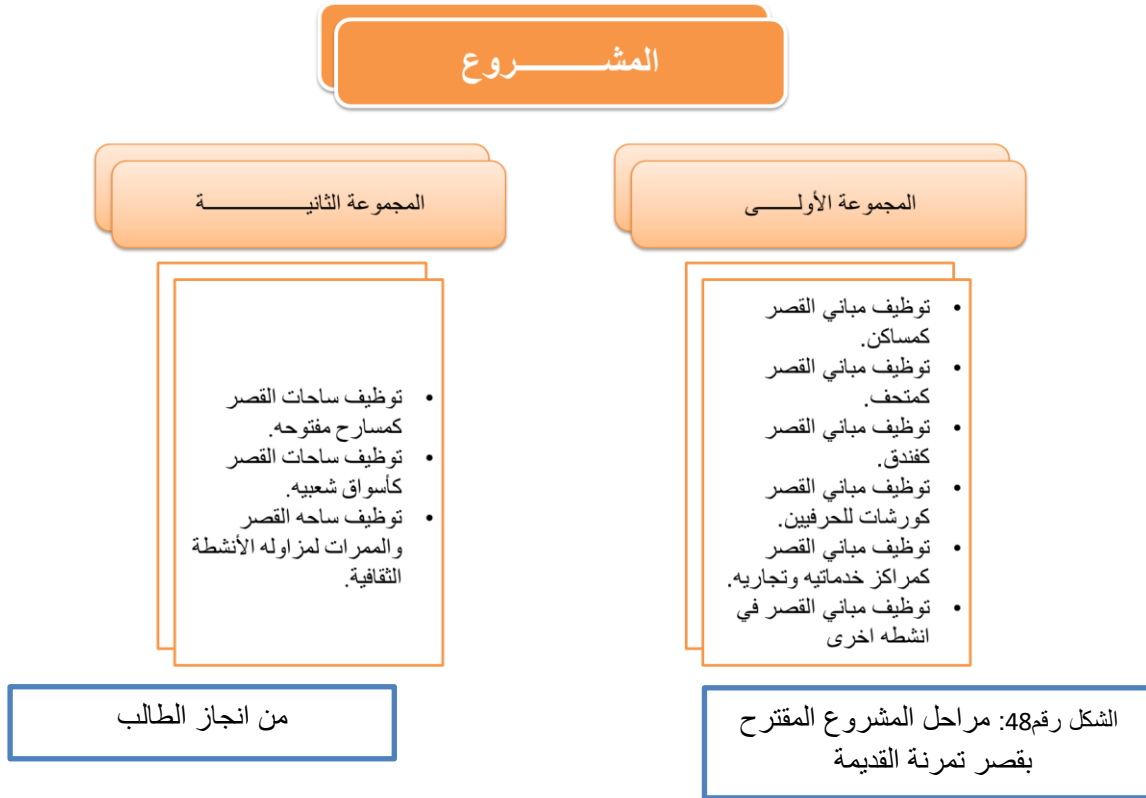 المشـــــــــروع
المجموعة الأولـــــى
توظيف مباني القصر
كمساكن.
توظيف مباني القصر
كمتحف.
توظيف مباني القصر
كفندق.
توظيف مباني القصر
كورشات للحرفيين.
توظيف مباني القصر
كمراكز خدماتيه وتجاريه.
توظيف مباني القصر في
انشطه اخرى
المجموعة الثانيـــــــــــــــة
توظيف ساحات القصر
كمسارح مفتوحه.
توظيف ساحات القصر
كأسواق شعبيه.
توظيف ساحه القصر
والممرات لمزاوله الأنشطة
الثقافية.
الشكل رقم48: مراحل المشروع المقترح
بقصر تمرنة القديمة
من انجاز الطالب